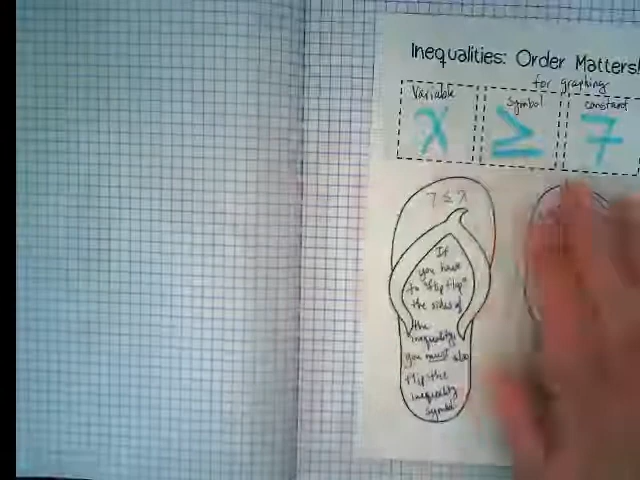 Inequalities: Order Matters!
for graphing
Variable
Symbol
constant
x
≥
7
7 ≤ x
If
you have
to "flip flop"
the sides of
the
inequality,
you must also
flip the
inequality
symbol.